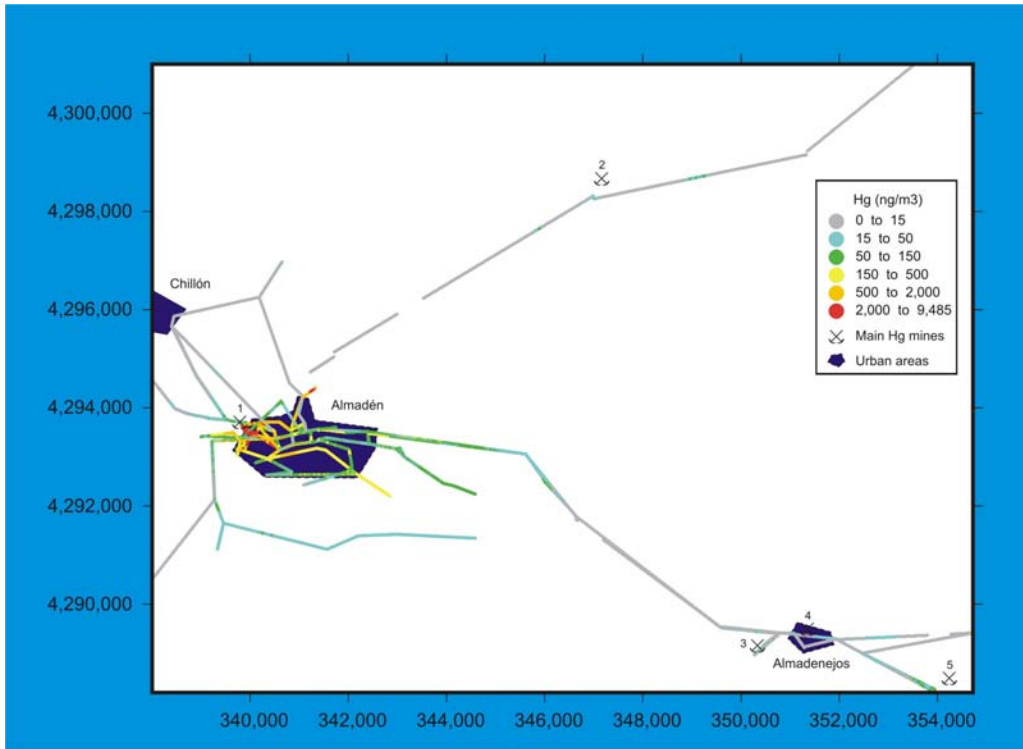 4,300,000
4,298,000
4,296,000
4,294,000
4,292,000
4,290,000
2
Hg (ng/m3)
0 to 15
15 to 50
50 to 150
150 to 500
500 to 2,000
2,000 to 9,485
Main Hg mines
Urban areas
Chillón
1
Almadén
4
3
Almadenejos
5
340,000 342,000 344,000 346,000 348,000 350,000 352,000 354,000